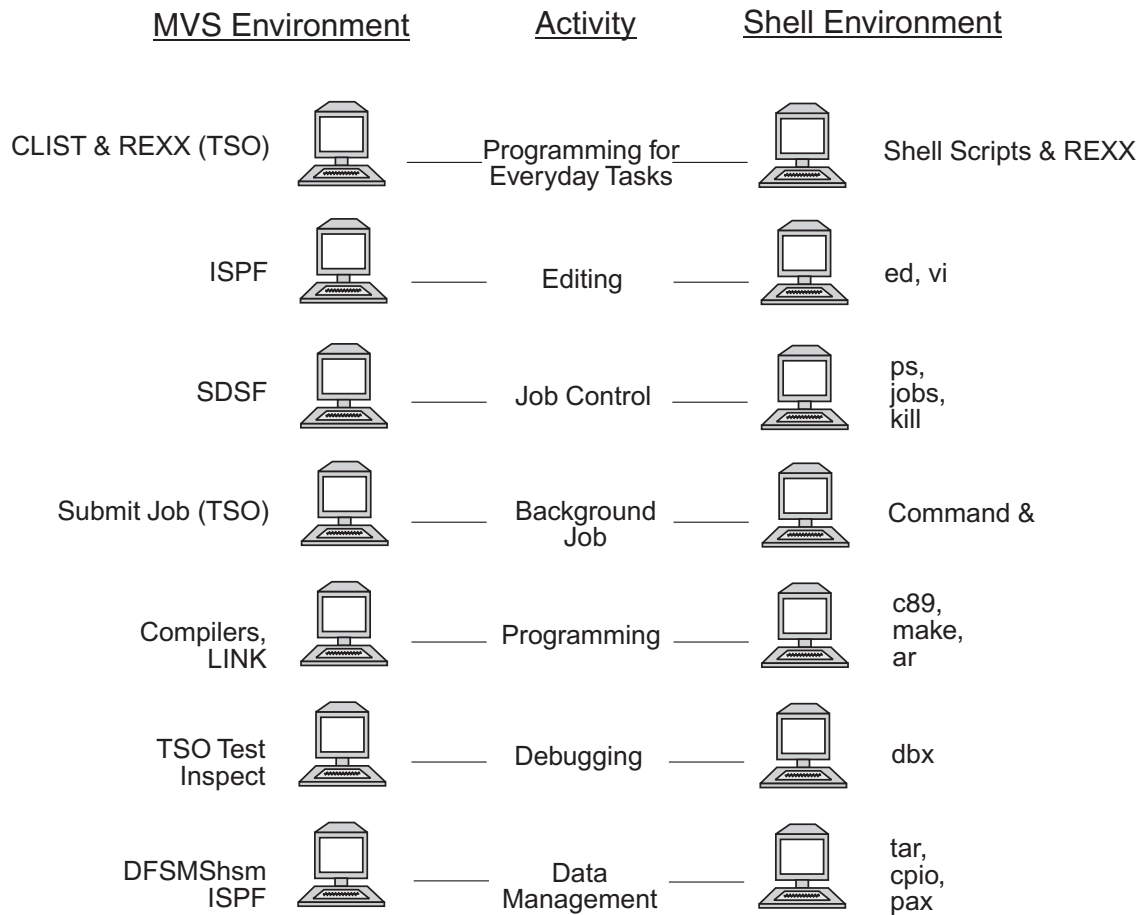 MVS Environment Activity Shell Environment
CLIST & REXX (TSO) Programming for Everyday Tasks Shell Scripts & REXX
ISPF Editing ed, vi
SDSF Job Control ps,
jobs,
kill
Submit Job (TSO) Background
Job Command &
Compilers,
LINK Programming c89,
make,
ar
TSO Test
Inspect Debugging dbx
DFSMShsm
ISPF Data
Management tar,
cpio,
pax